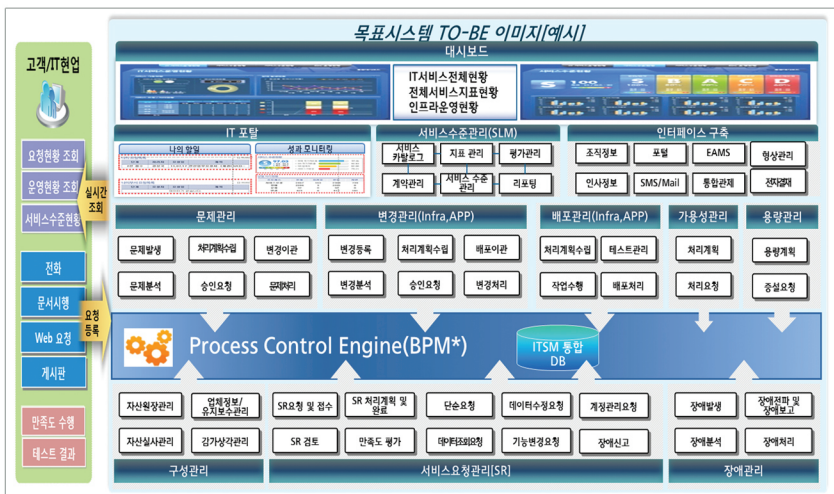 목표시스템 TO-BE 이미지[예시]
고객/IT현업
요청현황 조회
운영현황 조회
서비스수준현황
실시간
조회
전화
문서시행
Web 요청
게시판
요청
등록
만족도 수행
테스트 결과
대시보드
IT서비스전체현황
전체서비스지표현황
인프라운영현황
IT 포탈
나의 할일
성과 모니터링
서비스수준관리(SLM)
서비스
카탈로그
지표 관리
평가관리
계약관리
서비스 수준
관리
리포팅
인터페이스 구축
조직정보
포탈
EAMS
형상관리
인사정보
SMS/Mail
통합관제
전자결재
문제관리
문제발생
처리계획수립
변경이관
문제분석
승인요청
문제처리
변경관리(Infra,APP)
변경등록
처리계획수립
배포이관
변경분석
승인요청
변경처리
배포관리(Infra,APP)
처리계획수립
테스트관리
작업수행
배포처리
가용성관리
처리계획
처리요청
용량관리
용량계획
증설요청
Process Control Engine(BPM*)
ITSM 통합
DB
자산원장관리
업체정보/
유지보수관리
자산실사관리
감가상각관리
구성관리
SR요청 및 접수
SR 처리계획 및
완료
단순요청
데이터수정요청
계정관리요청
SR 검토
만족도 평가
데이터조회요청
기능변경요청
장애신고
서비스요청관리[SR]
장애발생
장애전파 및
장애보고
장애분석
장애처리
장애관리